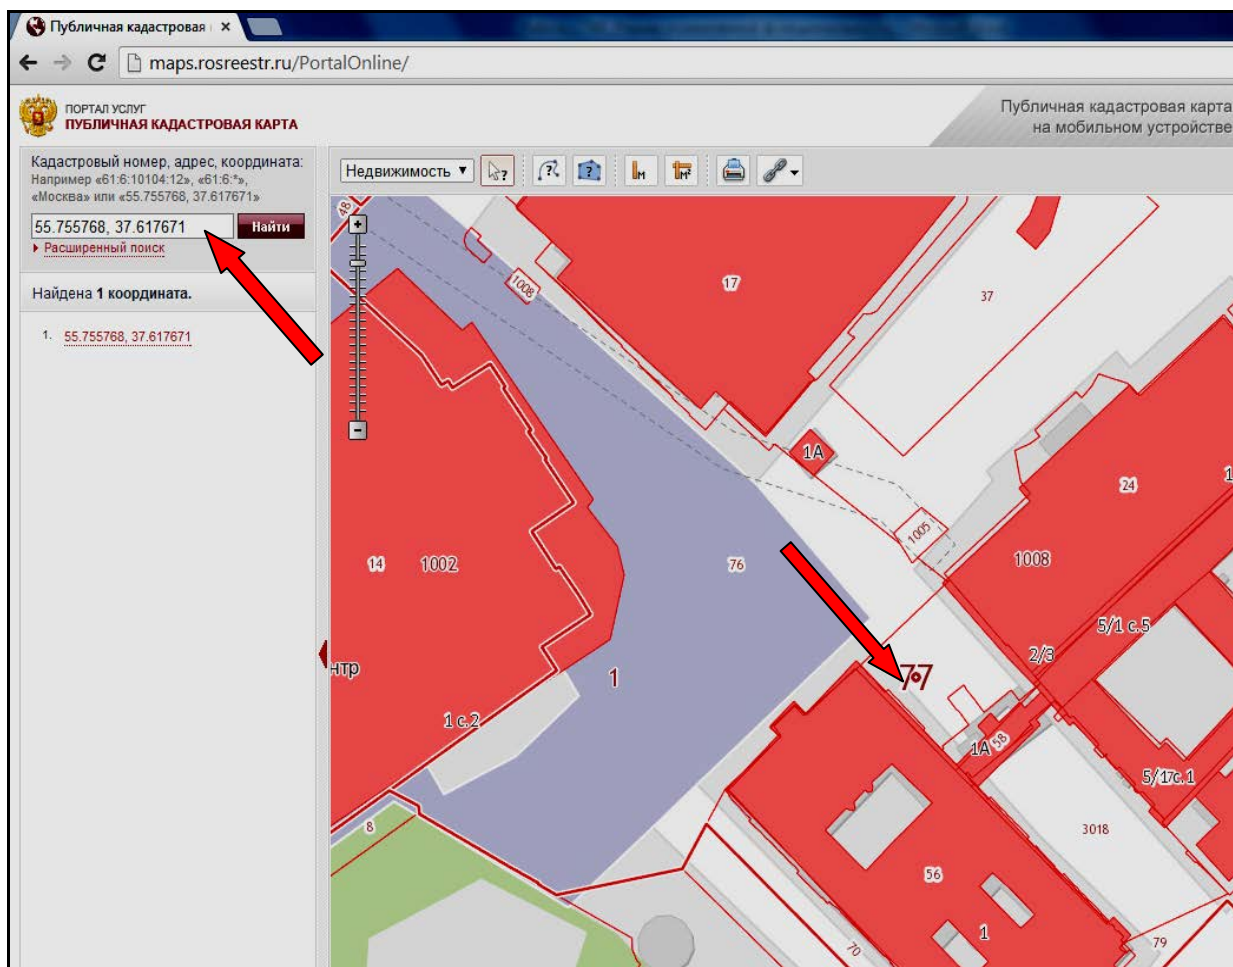 Публичная кадастровая
maps.rosreestr.ru/PortalOnline/
ПОРТАЛ УСЛУГ
ПУБЛИЧНАЯ КАДАСТРОВАЯ КАРТА
Публичная кадастровая карта
на мобильном устройстве
Кадастровый номер, адрес, координата:
Например «61:6:10104:12», «61:6:*»,
«Москва» или «55.755768, 37.617671»
55.755768, 37.617671
Найти
Расширенный поиск
Найдена 1 координата.
1. 55.755768, 37.617671
Недвижимость
48
1008
17
37
1А
24
1
1005
14
1002
76
1008
5/1 с.5
2/3
нтр
1
77
1 с.2
1А
58
5/17с.1
8
3018
56
1
70
79